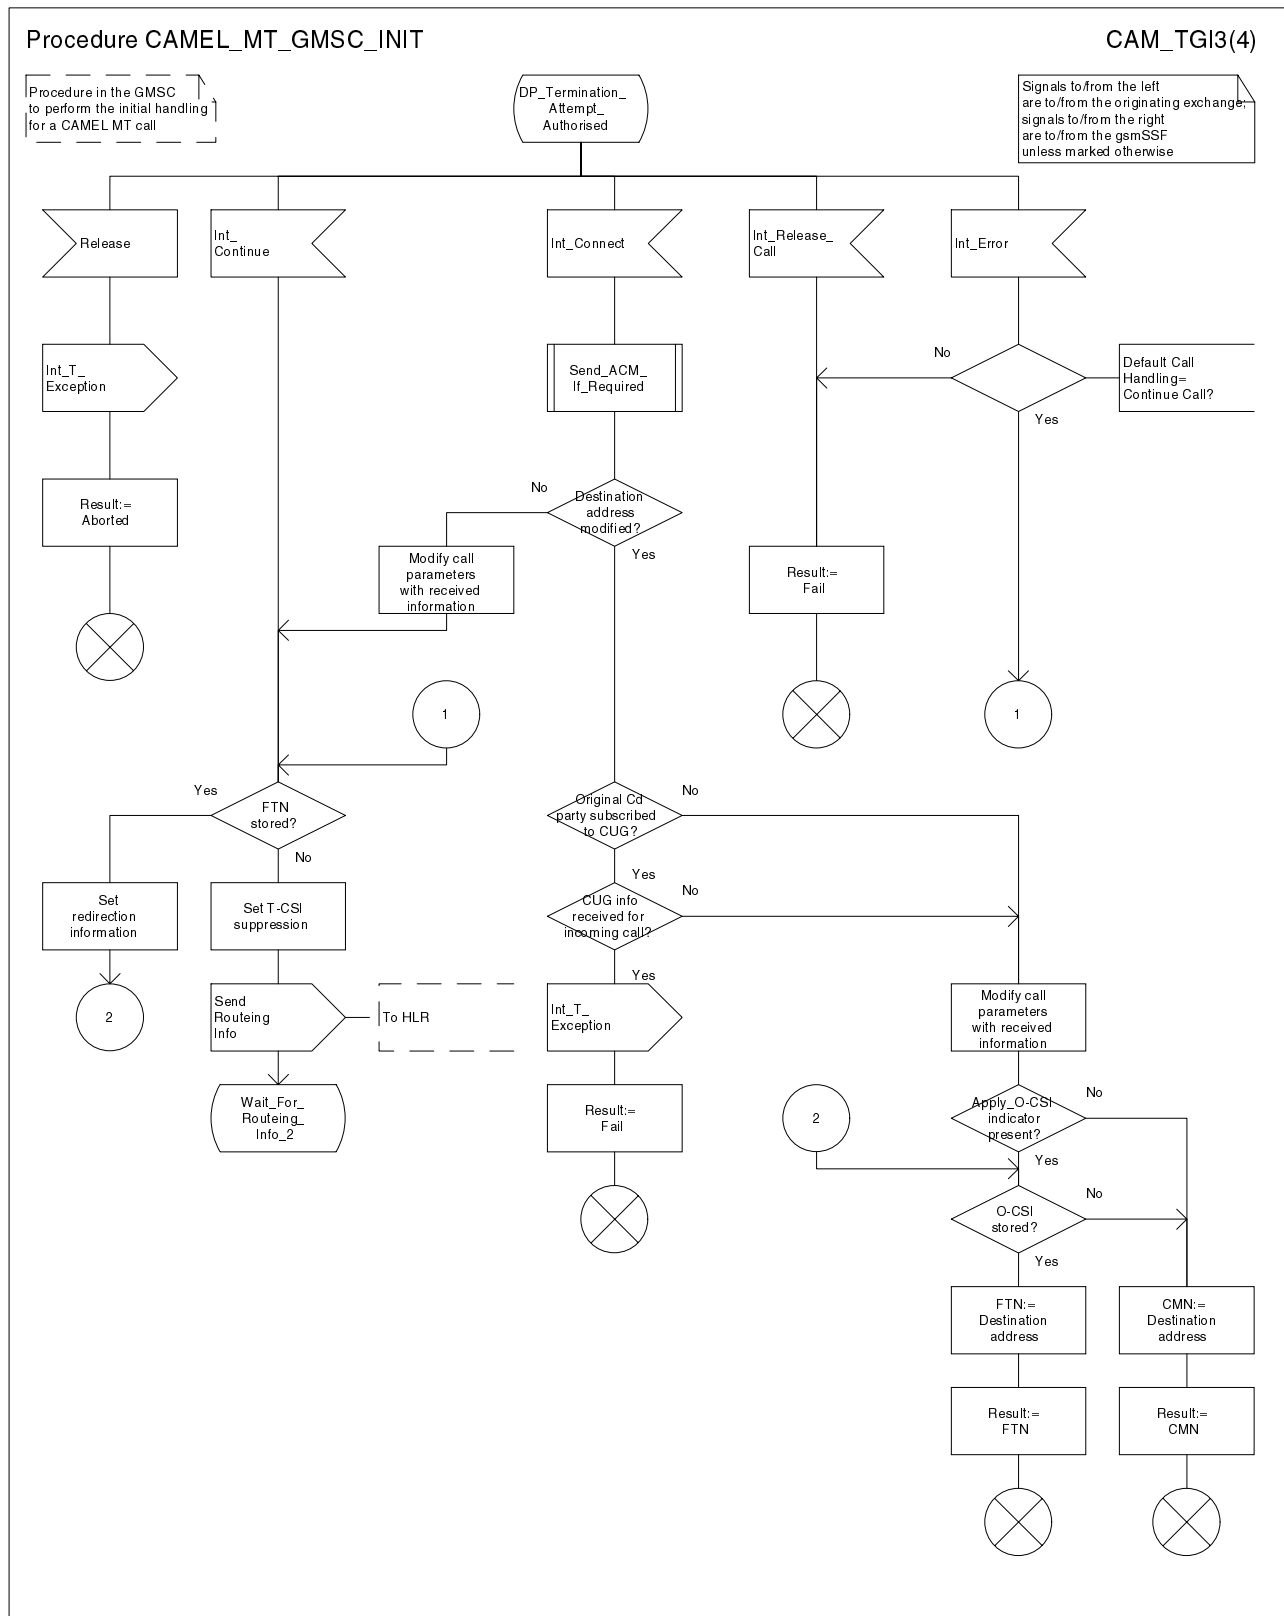 Procedure CAMEL_MT_GMSC_INIT
CAM_TGI3(4)
Procedure in the GMSC
to perform the initial handling
for a CAMEL MT call
DP_Termination_
Attempt_
Authorised
Signals to/from the left
are to/from the originating exchange;
signals to/from the right
are to/from the gsmSSF
unless marked otherwise
Release
Int_
Continue
Int_Connect
Int_Release_
Call
Int_Error
Int_T_
Exception
Send_ACM_
If_Required
No
Default Call
Handling=
Continue Call?
Yes
Result:=
Aborted
No
Destination
address
modified?
Yes
Modify call
parameters
with received
information
Result:=
Fail
1
1
Yes
FTN
stored?
No
Original Cd
party subscribed
to CUG?
No
Yes
Set
redirection
information
Set T-CSI
suppression
CUG info
received for
incoming call?
No
Yes
2
Send
Routeing
Info
To HLR
Int_T_
Exception
Modify call
parameters
with received
information
Wait_For_
Routeing_
Info_2
Result:=
Fail
2
Apply_O-CSI
indicator
present?
No
Yes
O-CSI
stored?
No
Yes
FTN:=
Destination
address
CMN:=
Destination
address
Result:=
FTN
Result:=
CMN